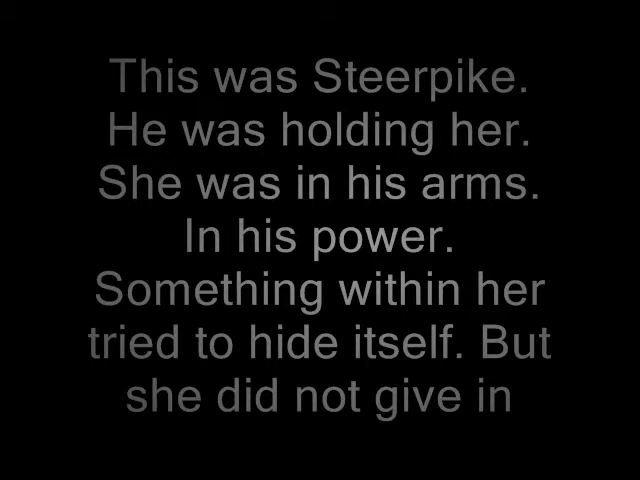 This was Steerpike.
He was holding her.
She was in his arms.
In his power.
Something within her
tried to hide itself. But
she did not give in